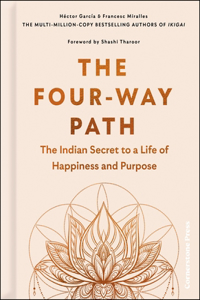 Héctor García & Francesc Miralles
THE MULTI-MILLION-COPY BESTSELLING AUTHORS OF IKIGAI
Foreword by Shashi Tharoor
THE
FOUR-WAY
PATH
The Indian Secret to a Life of
Happiness and Purpose